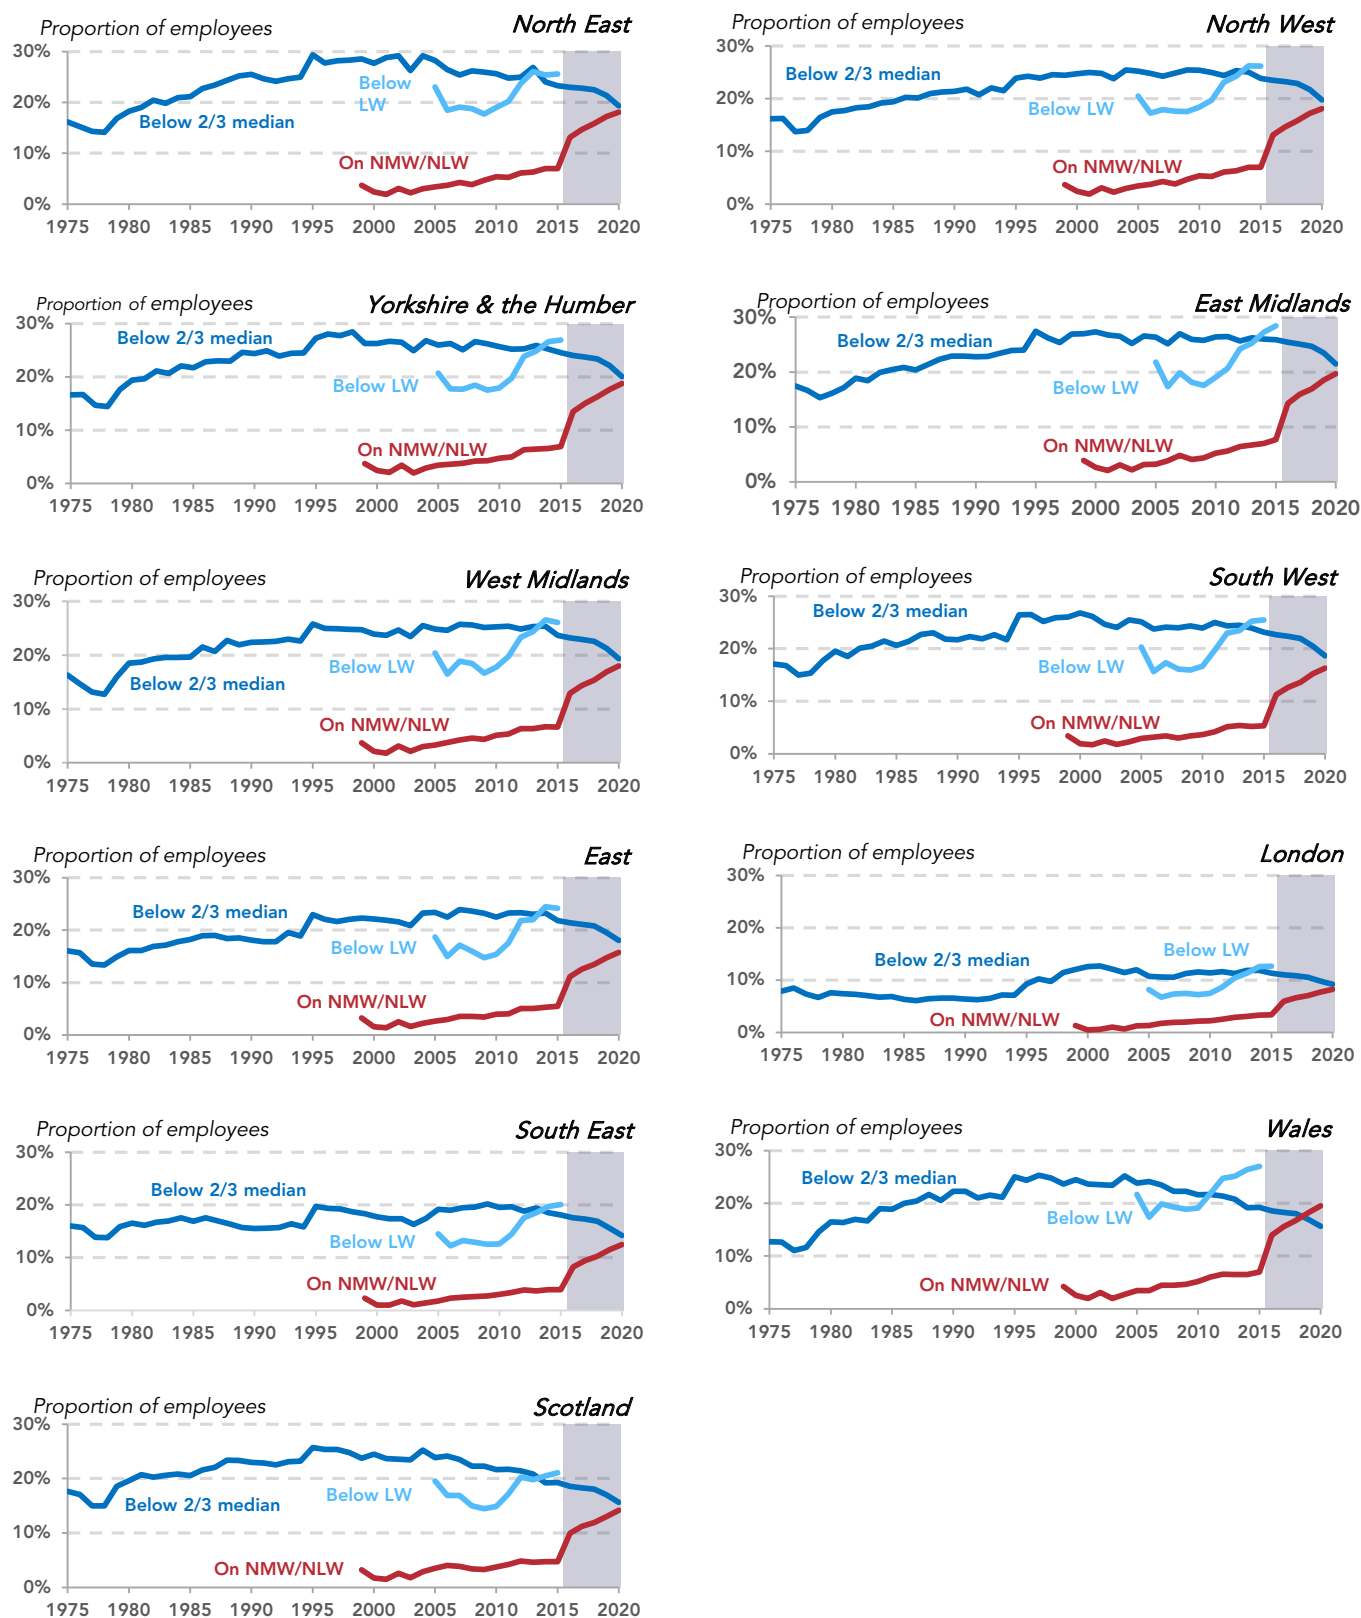 Proportion of employees
North East
30%
20%
10%
0%
Below
LW
Below 2/3 median
On NMW/NLW
1975 1980 1985 1990 1995 2000 2005 2010 2015 2020
Proportion of employees
North West
30%
20%
10%
0%
Below 2/3 median
Below LW
On NMW/NLW
1975 1980 1985 1990 1995 2000 2005 2010 2015 2020
Proportion of employees
Yorkshire & the Humber
30%
20%
10%
0%
Below 2/3 median
Below LW
On NMW/NLW
1975 1980 1985 1990 1995 2000 2005 2010 2015 2020
Proportion of employees
East Midlands
30%
20%
10%
0%
Below 2/3 median
Below LW
On NMW/NLW
1975 1980 1985 1990 1995 2000 2005 2010 2015 2020
Proportion of employees
West Midlands
30%
20%
10%
0%
Below LW
Below 2/3 median
On NMW/NLW
1975 1980 1985 1990 1995 2000 2005 2010 2015 2020
Proportion of employees
South West
30%
20%
10%
0%
Below 2/3 median
Below LW
On NMW/NLW
1975 1980 1985 1990 1995 2000 2005 2010 2015 2020
Proportion of employees
East
30%
20%
10%
0%
Below 2/3 median
Below LW
On NMW/NLW
1975 1980 1985 1990 1995 2000 2005 2010 2015 2020
Proportion of employees
London
30%
20%
10%
0%
Below LW
Below 2/3 median
On NMW/NLW
1975 1980 1985 1990 1995 2000 2005 2010 2015 2020
Proportion of employees
South East
30%
20%
10%
0%
Below 2/3 median
Below LW
On NMW/NLW
1975 1980 1985 1990 1995 2000 2005 2010 2015 2020
Proportion of employees
Wales
30%
20%
10%
0%
Below 2/3 median
Below LW
On NMW/NLW
1975 1980 1985 1990 1995 2000 2005 2010 2015 2020
Proportion of employees
Scotland
30%
20%
10%
0%
Below LW
Below 2/3 median
On NMW/NLW
1975 1980 1985 1990 1995 2000 2005 2010 2015 2020